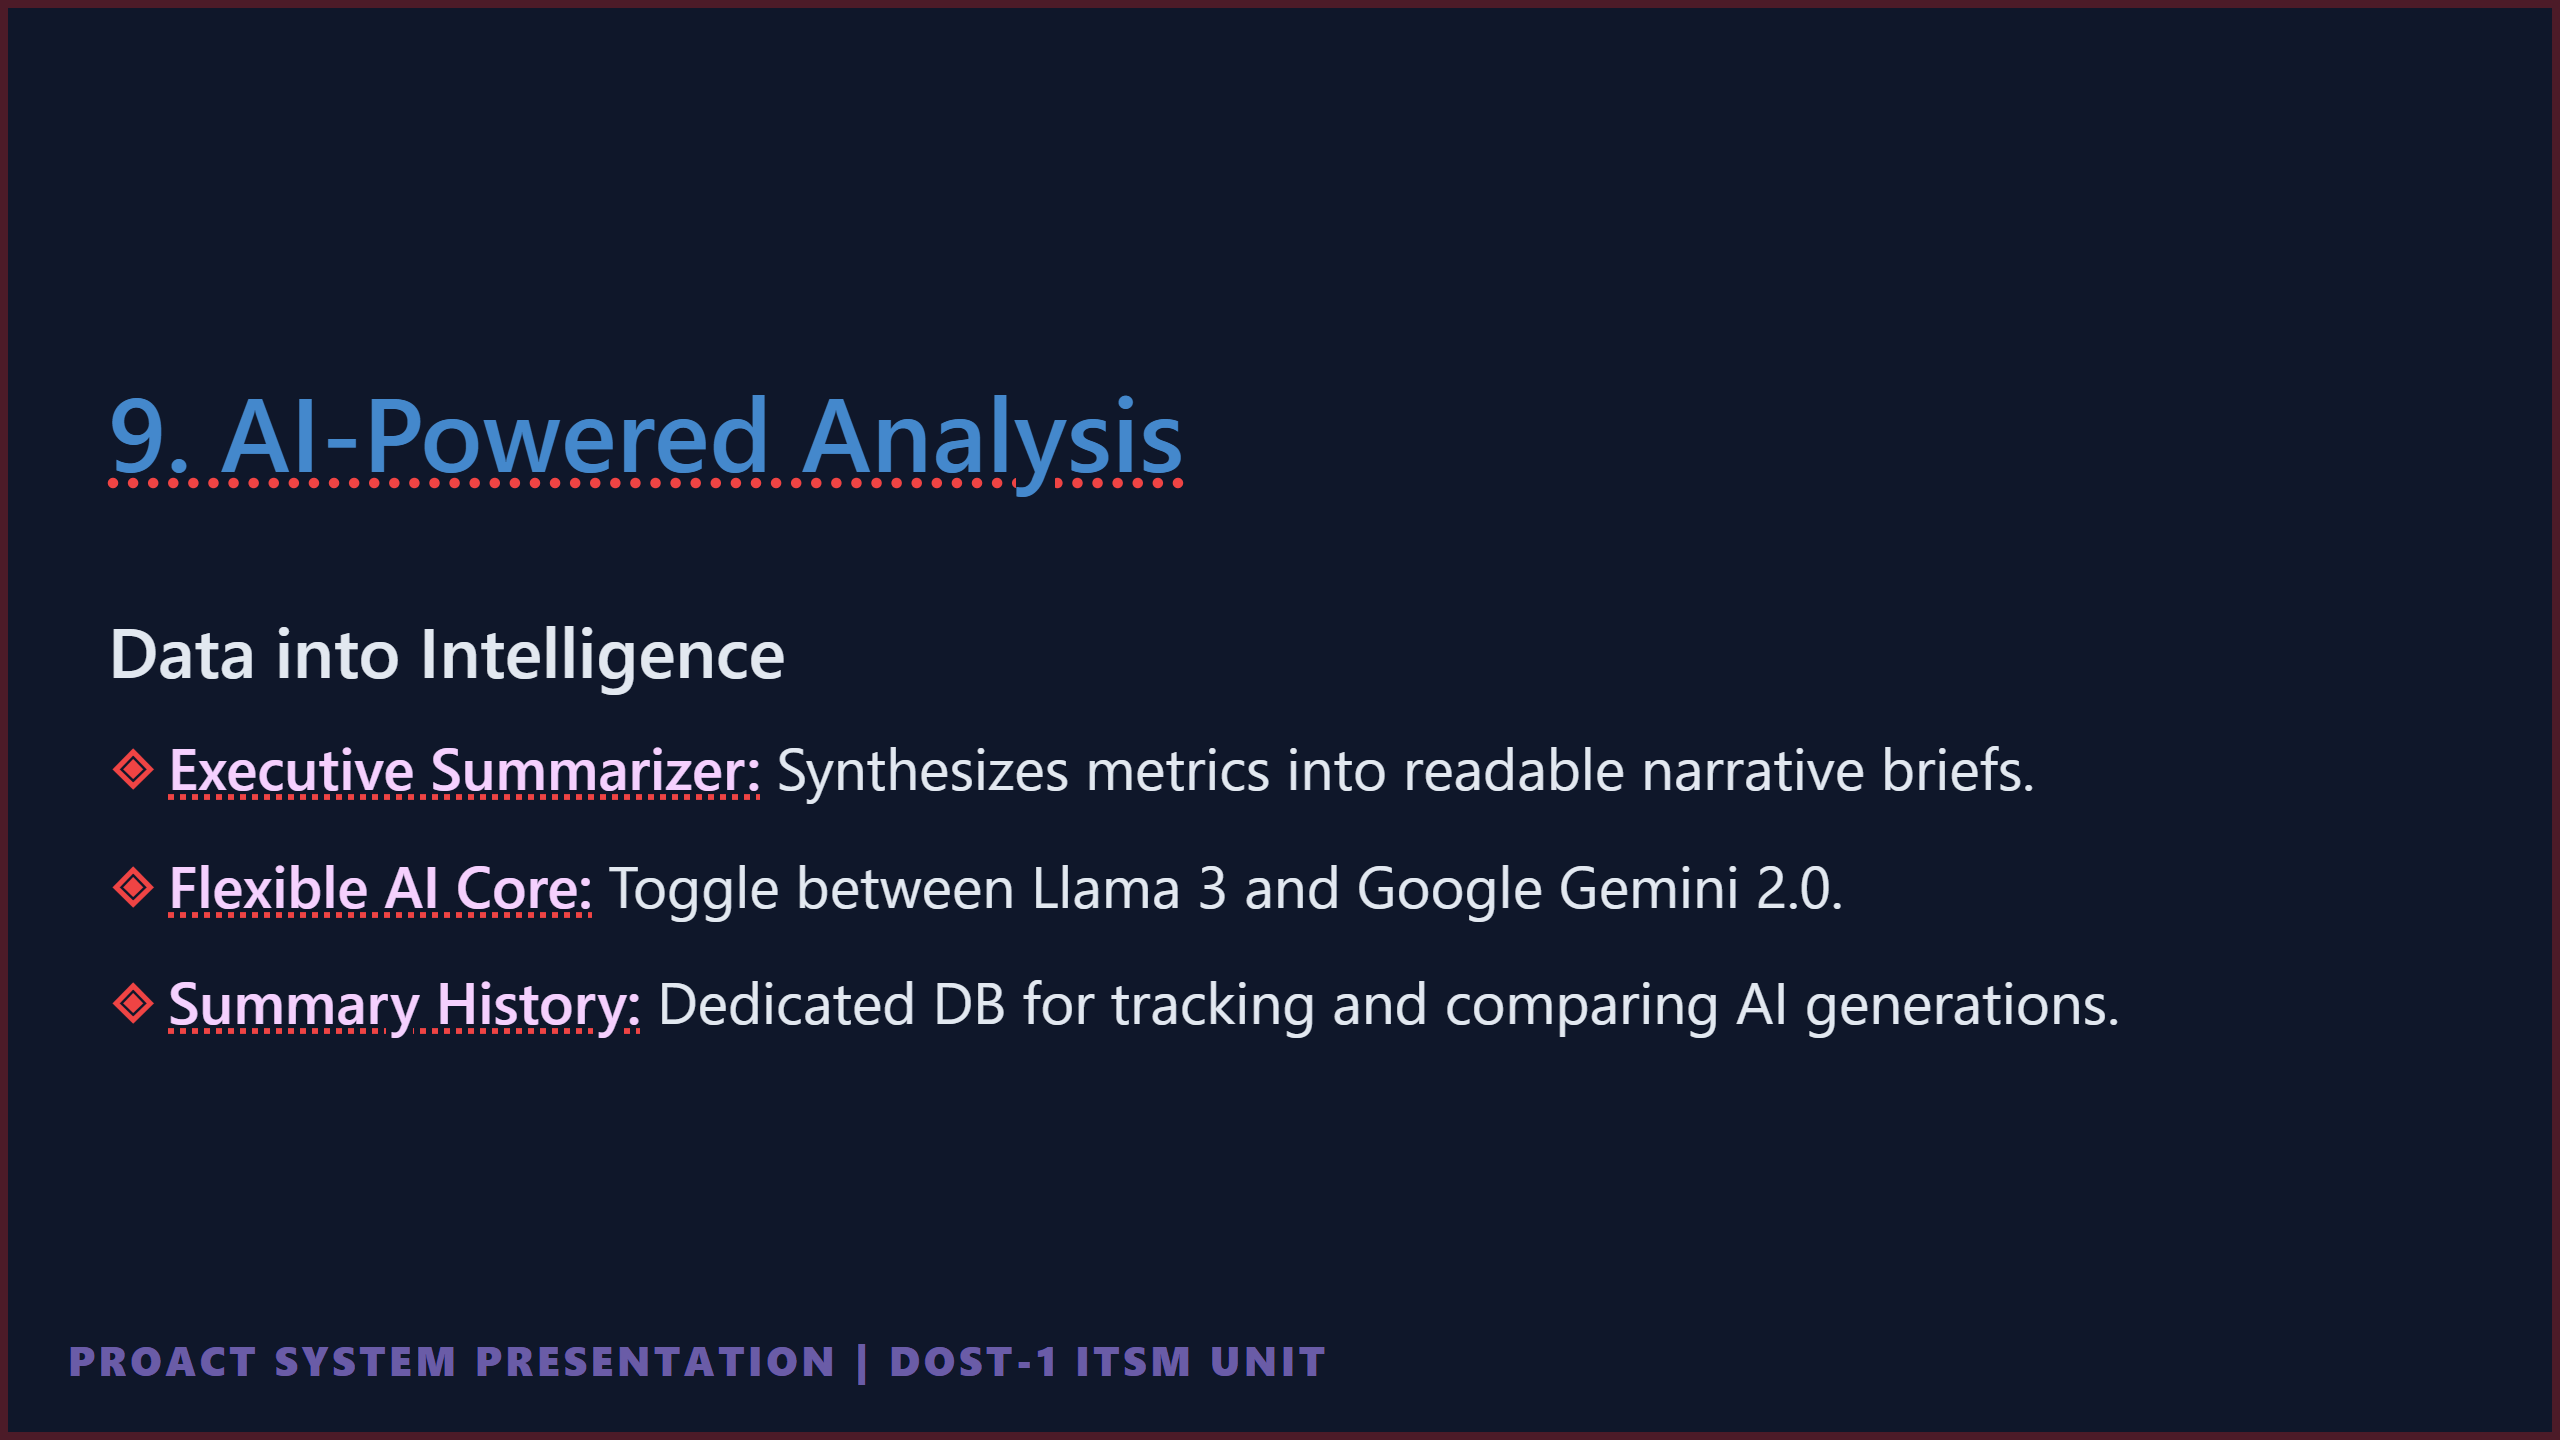 9. AI-Powered Analysis
Data into Intelligence
Executive Summarizer: Synthesizes metrics into readable narrative briefs.
Flexible AI Core: Toggle between Llama 3 and Google Gemini 2.0.
Summary History: Dedicated DB for tracking and comparing AI generations.
PROACT SYSTEM PRESENTATION | DOST-1 ITSM UNIT